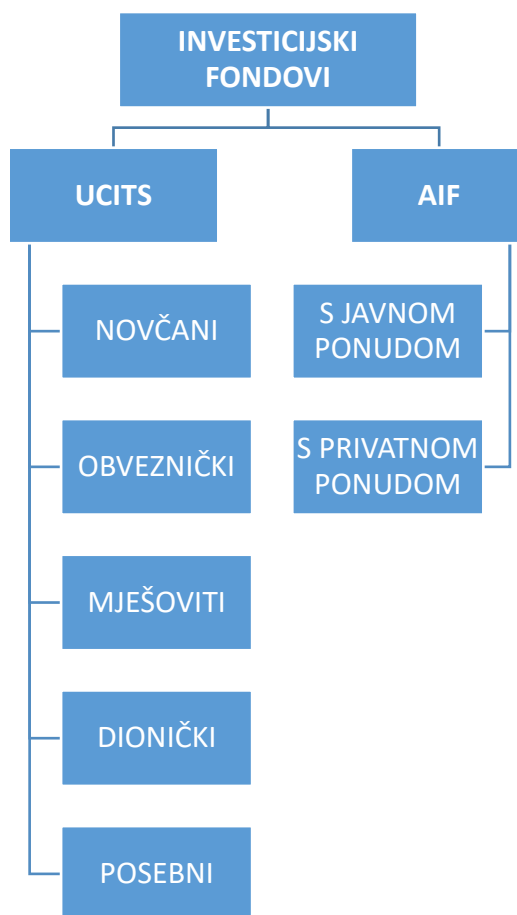 INVESTICIJSKI
FONDOVI
UCITS
AIF
NOVČANI
OBVEZNIČKI
MJEŠOVITI
DIONIČKI
POSEBNI
S JAVNOM
PONUDOM
S PRIVATNOM
PONUDOM